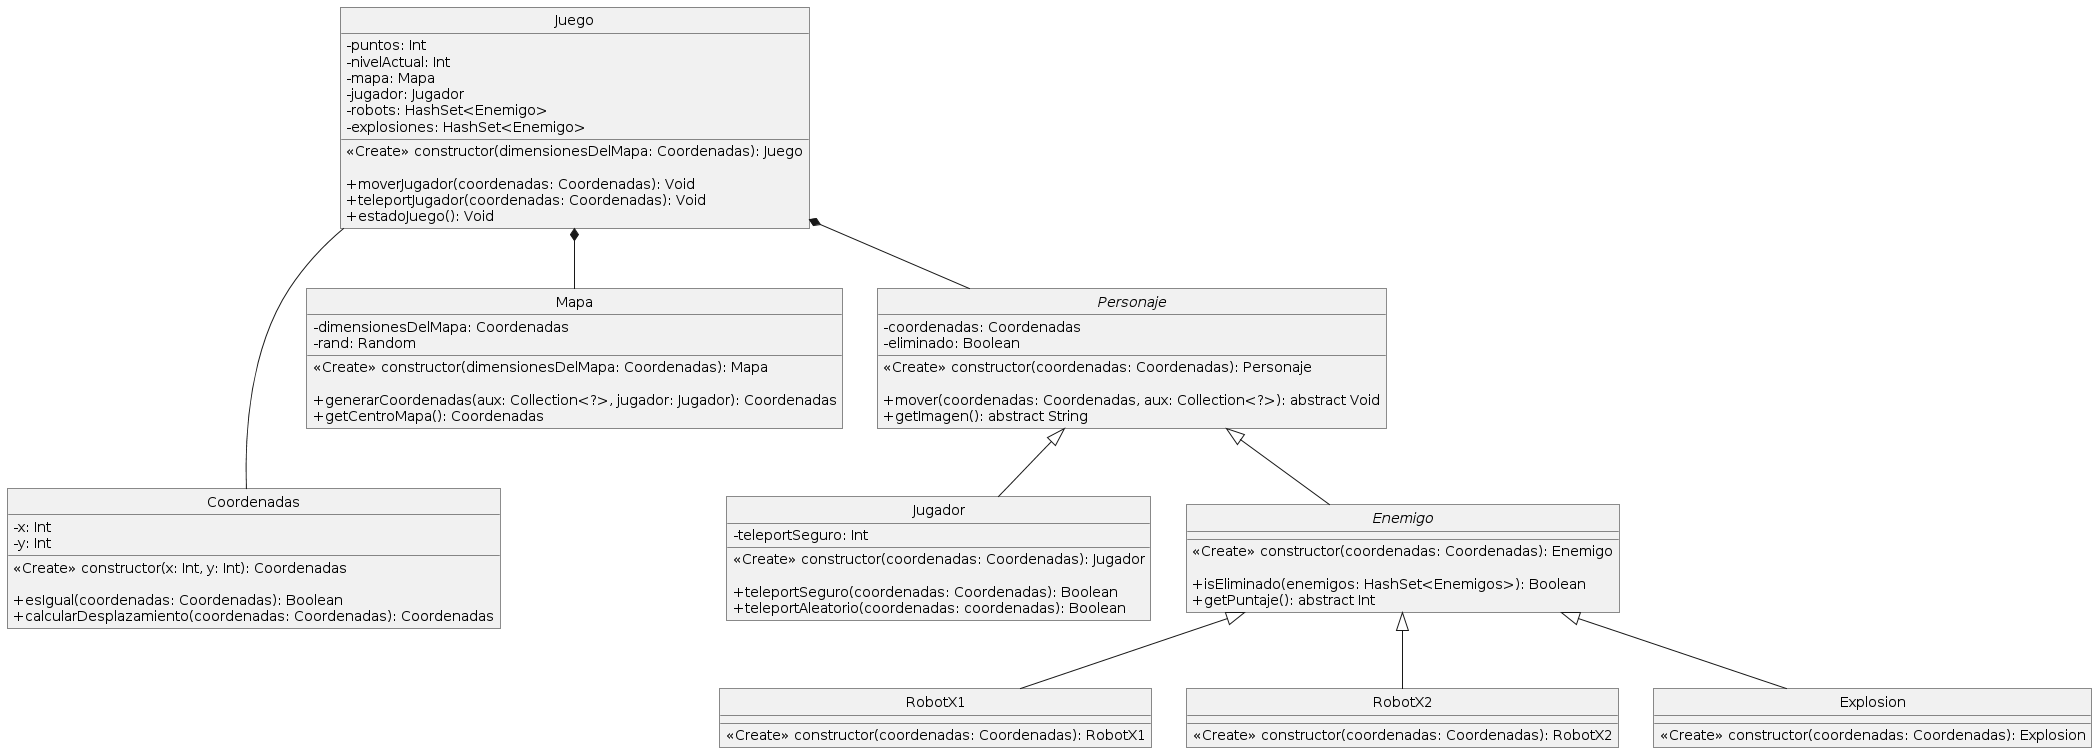 Juego
-puntos: Int
-nivelActual: Int
-mapa: Mapa
-jugador: Jugador
-robots: HashSet<Enemigo>
-explosiones: HashSet<Enemigo>
«Create» constructor(dimensionesDelMapa: Coordenadas): Juego
+moverJugador(coordenadas: Coordenadas): Void
+teleportJugador(coordenadas: Coordenadas): Void
+estadoJuego(): Void
Mapa
-dimensionesDelMapa: Coordenadas
-rand: Random
«Create» constructor(dimensionesDelMapa: Coordenadas): Mapa
+generarCoordenadas(aux: Collection<?>, jugador: Jugador): Coordenadas
+getCentroMapa(): Coordenadas
Personaje
-coordenadas: Coordenadas
-eliminado: Boolean
«Create» constructor(coordenadas: Coordenadas): Personaje
+mover(coordenadas: Coordenadas, aux: Collection<?>): abstract Void
+getImagen(): abstract String
Coordenadas
-x: Int
-y: Int
«Create» constructor(x: Int, y: Int): Coordenadas
+esIgual(coordenadas: Coordenadas): Boolean
+calcularDesplazamiento(coordenadas: Coordenadas): Coordenadas
Jugador
-teleportSeguro: Int
«Create» constructor(coordenadas: Coordenadas): Jugador
+teleportSeguro(coordenadas: Coordenadas): Boolean
+teleportAleatorio(coordenadas: coordenadas): Boolean
Enemigo
«Create» constructor(coordenadas: Coordenadas): Enemigo
+isEliminado(enemigos: HashSet<Enemigos>): Boolean
+getPuntaje(): abstract Int
RobotX1
«Create» constructor(coordenadas: Coordenadas): RobotX1
RobotX2
«Create» constructor(coordenadas: Coordenadas): RobotX2
Explosion
«Create» constructor(coordenadas: Coordenadas): Explosion